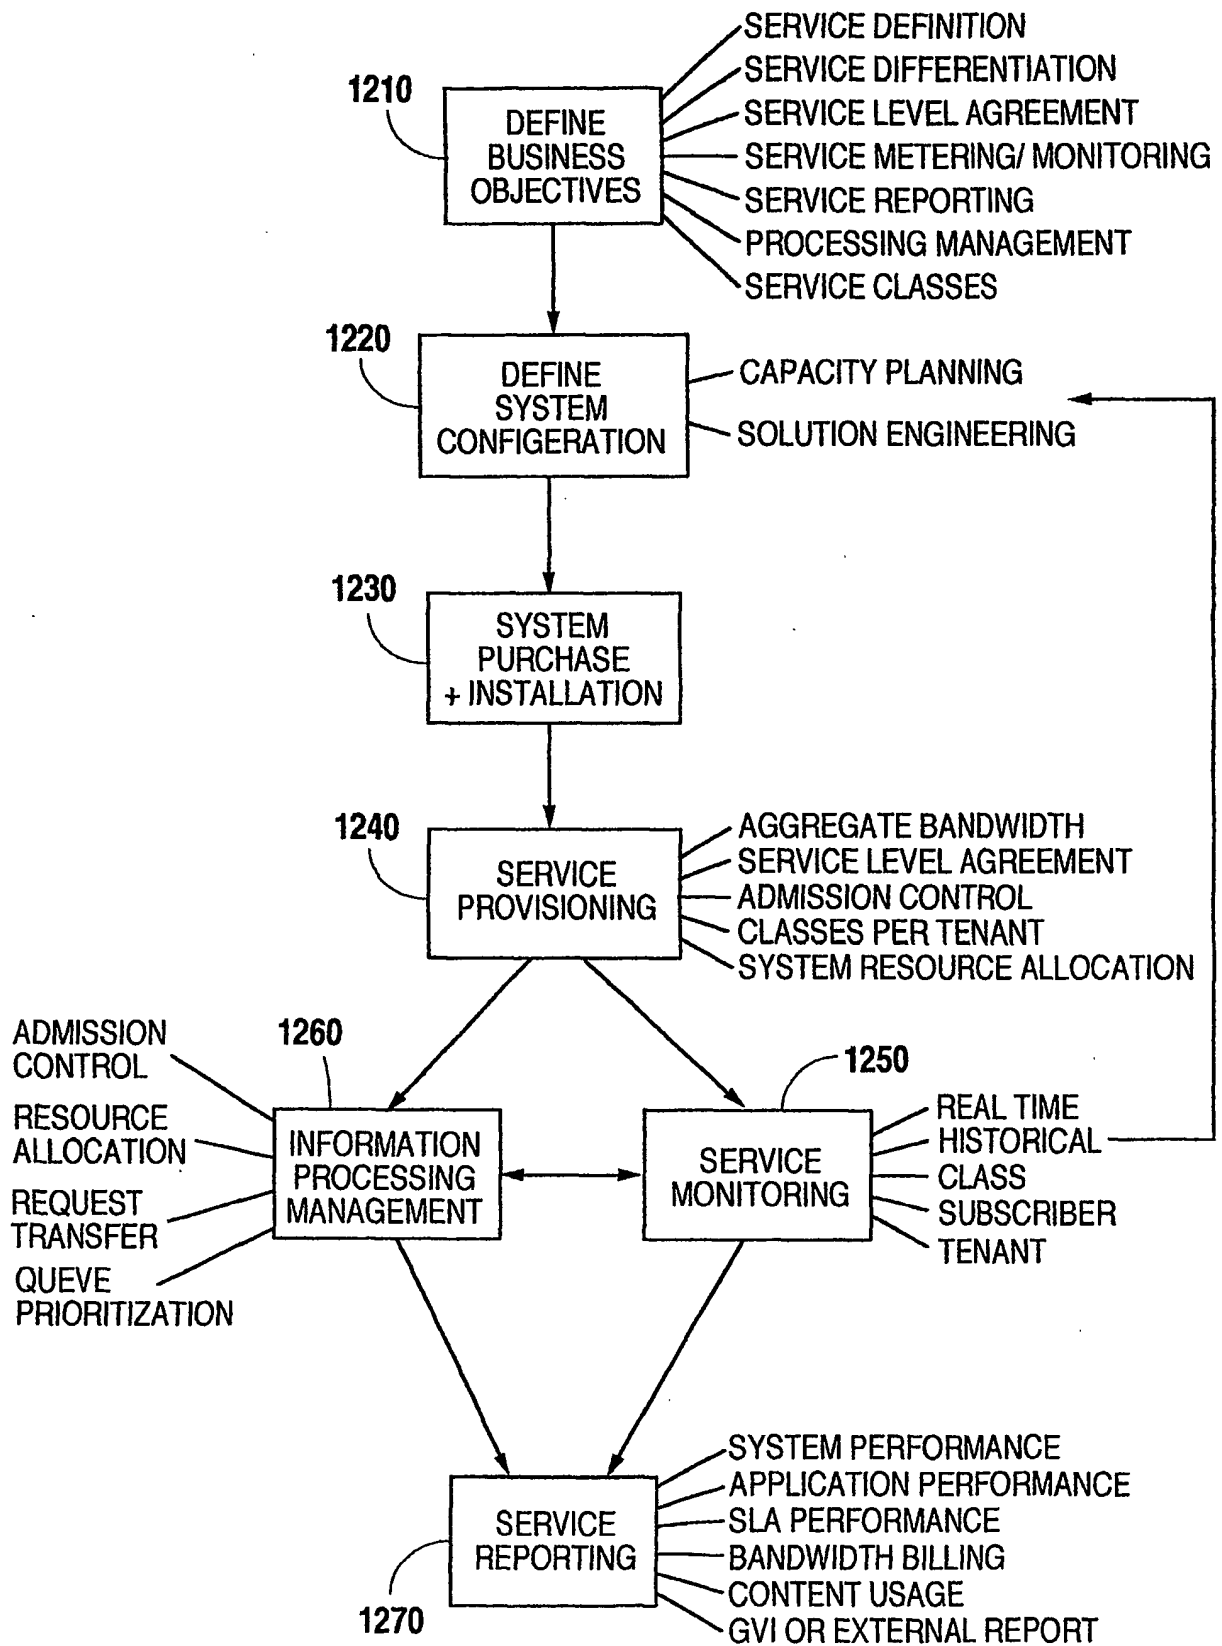 1210
DEFINE
BUSINESS
OBJECTIVES
SERVICE DEFINITION
SERVICE DIFFERENTIATION
SERVICE LEVEL AGREEMENT
SERVICE METERING/ MONITORING
SERVICE REPORTING
PROCESSING MANAGEMENT
SERVICE CLASSES
1220
DEFINE
SYSTEM
CONFIGERATION
CAPACITY PLANNING
SOLUTION ENGINEERING
1230
SYSTEM
PURCHASE
+ INSTALLATION
1240
SERVICE
PROVISIONING
AGGREGATE BANDWIDTH
SERVICE LEVEL AGREEMENT
ADMISSION CONTROL
CLASSES PER TENANT
SYSTEM RESOURCE ALLOCATION
1260
ADMISSION
CONTROL
RESOURCE
ALLOCATION
REQUEST
TRANSFER
QUEVE
PRIORITIZATION
INFORMATION
PROCESSING
MANAGEMENT
1250
SERVICE
MONITORING
REAL TIME
HISTORICAL
CLASS
SUBSCRIBER
TENANT
SERVICE
REPORTING
1270
SYSTEM PERFORMANCE
APPLICATION PERFORMANCE
SLA PERFORMANCE
BANDWIDTH BILLING
CONTENT USAGE
GVI OR EXTERNAL REPORT